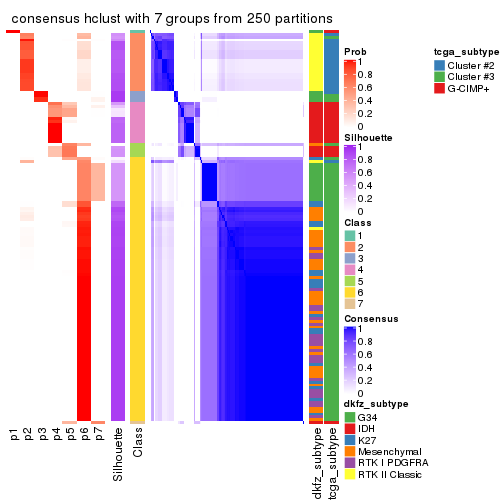 consensus hclust with 7 groups from 250 partitions
Prob
1
0.8
0.6
0.4
0.2
0
Silhouette
1
0.8
0.6
0.4
0.2
0
Class
1
2
3
4
5
6
7
Consensus
1
0.8
0.6
0.4
0.2
0
dkfz_subtype
G34
IDH
K27
Mesenchymal
RTK I PDGFRA
RTK II Classic
tcga_subtype
Cluster #2
Cluster #3
G-CIMP+
p1
p2
p3
p4
p5
p6
p7
Silhouette
Class
dkfz_subtype
tcga_subtype